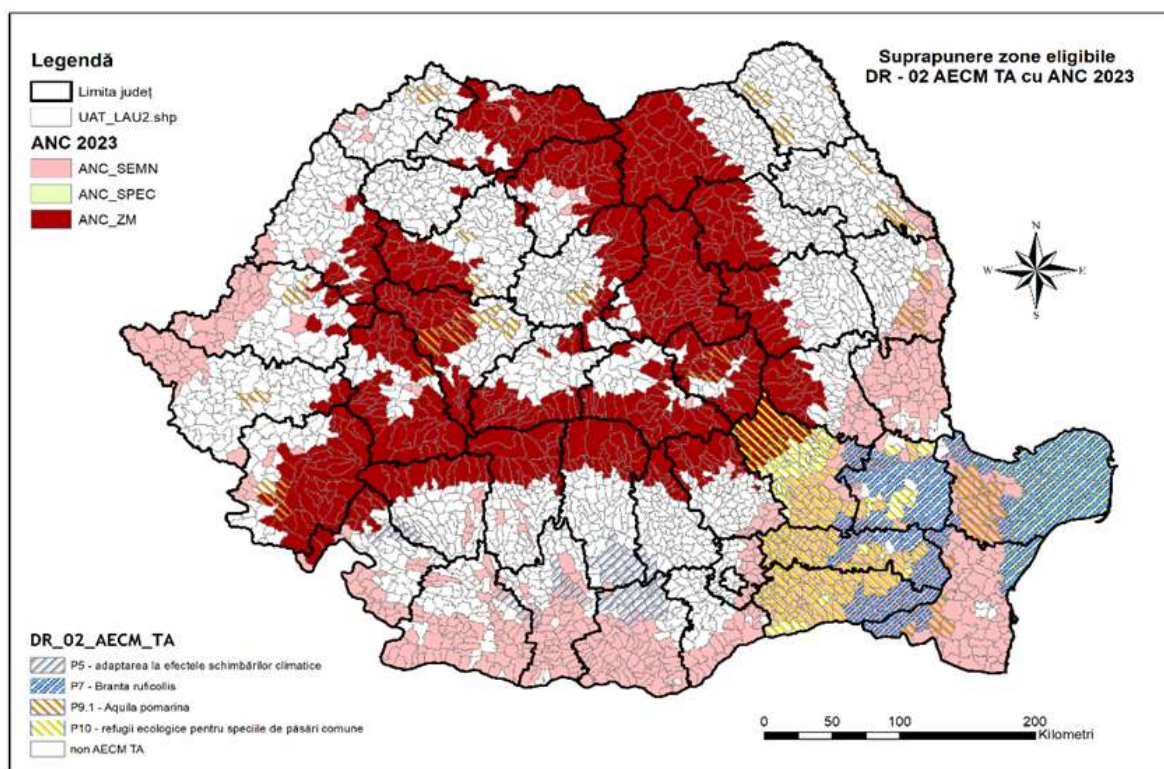 Legendă
Limita județ
UAT_LAU2.shp
ANC 2023
ANC_SEMN
ANC_SPEC
ANC_ZM
Suprapunere zone eligibile
DR - 02 AECM TA cu ANC 2023
N
W
E
S
DR_02_AECM_TA
P5 - adaptarea la efectele schimbărilor climatice
P7 - Branta ruficollis
P9.1 - Aquila pomarina
P10 - refugii ecologice pentru speciile de păsări comune
non AECM TA
0 50 100 200
Kilometri